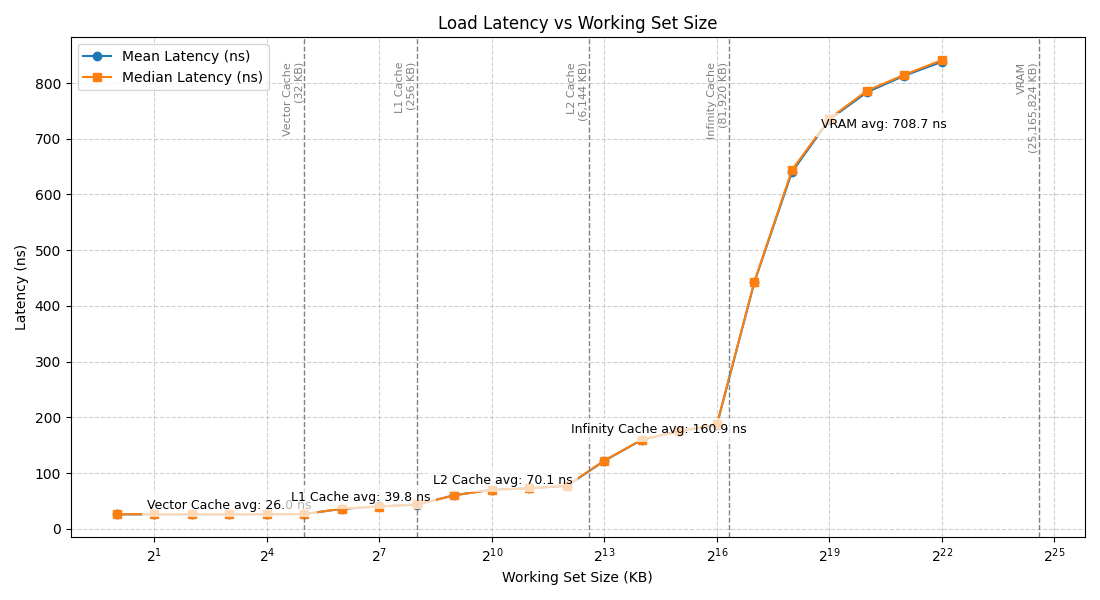 Load Latency vs Working Set Size
Mean Latency (ns)
Median Latency (ns)
Vector Cache
(32 KB)
L1 Cache
(256 KB)
L2 Cache
(6,144 KB)
Infinity Cache
(81,920 KB)
VRAM
(25,165,824 KB)
800
700
600
500
400
300
200
100
0
Latency (ns)
VRAM avg: 708.7 ns
Infinity Cache avg: 160.9 ns
L2 Cache avg: 70.1 ns
L1 Cache avg: 39.8 ns
Vector Cache avg: 26.0 ns
2¹ 2⁴ 2⁷ 2¹⁰ 2¹³ 2¹⁶ 2¹⁹ 2²² 2²⁵
Working Set Size (KB)